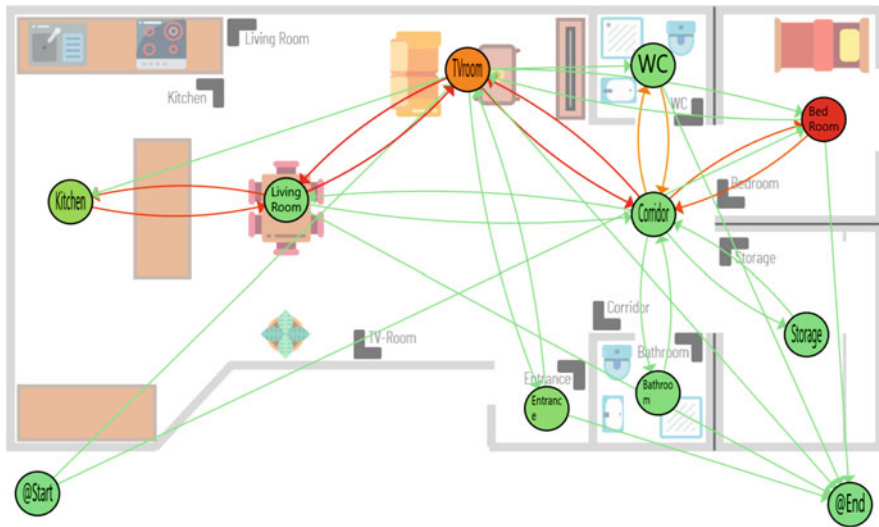 Living Room
Kitchen
TVroom
WC
WC
Bed
Room
Kitchen
Living
Room
Corridor
Bedroom
Storage
Corridor
TV-Room
Bathroom
Storage
Entrance
Entranc
e
Bathroo
m
@Start
@End